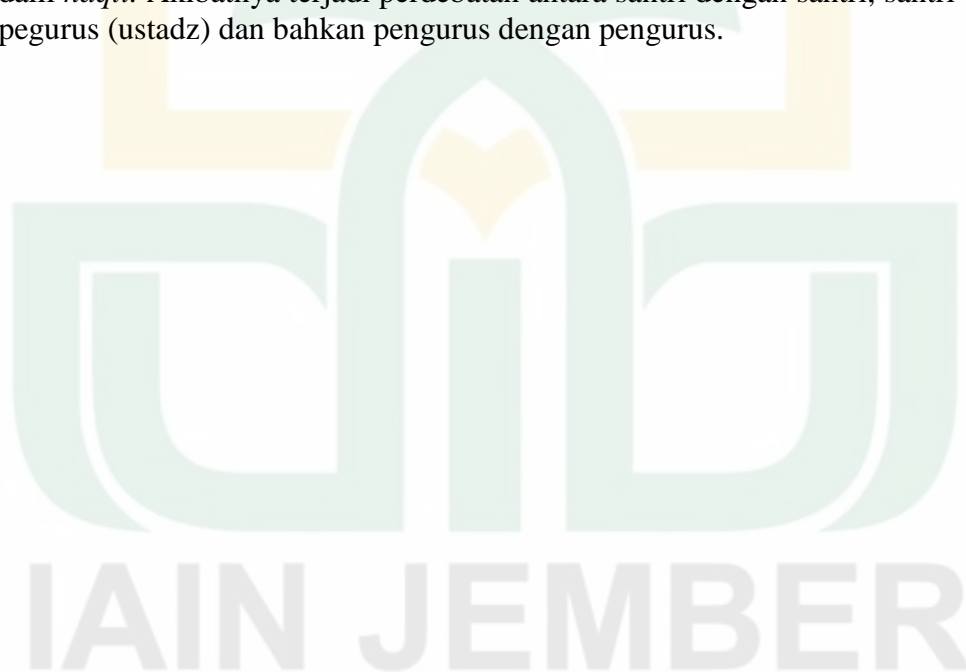 Akibatnya terjadi perdebatan antara santri dengan santri, santri
pegurus (ustadz) dan bahkan pengurus dengan pengurus.
IAIN JEMBER